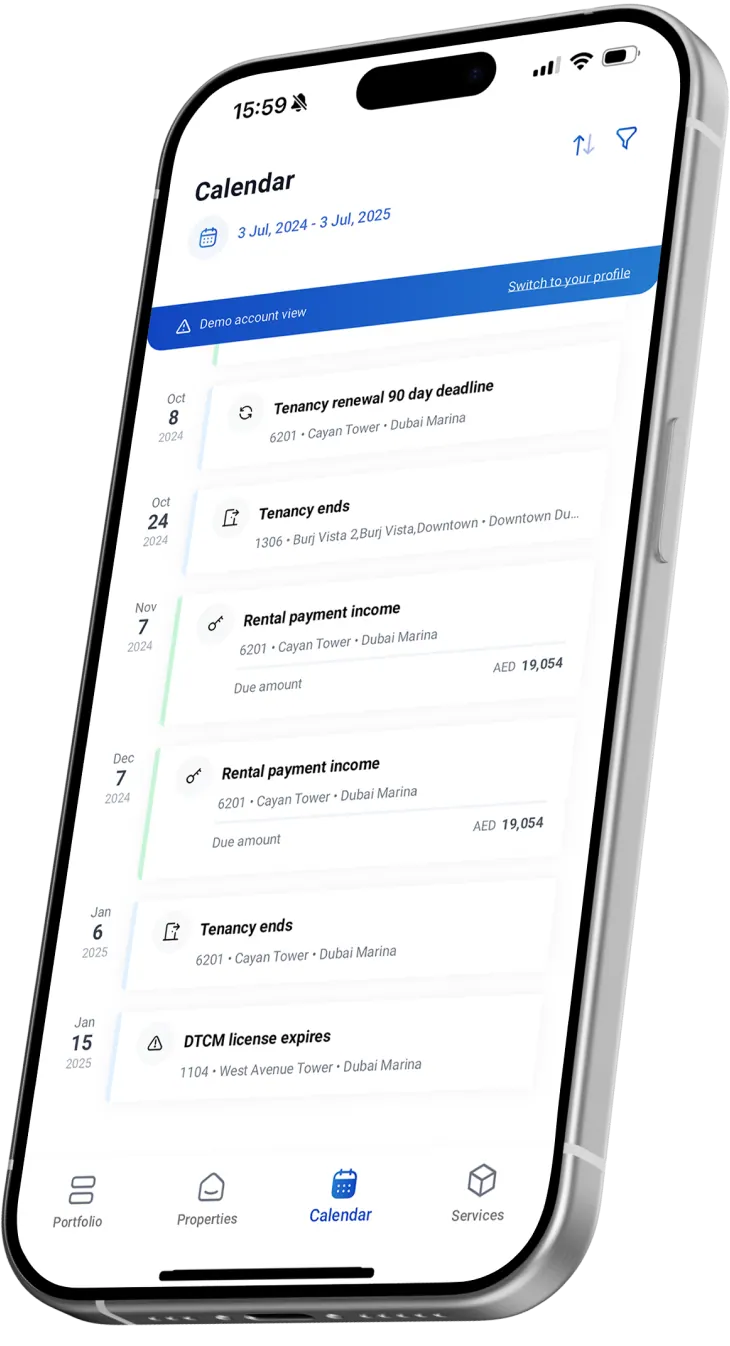 15:59
Calendar
3 Jul, 2024 - 3 Jul, 2025
Demo account view
Switch to your profile
Oct
8
2024
Tenancy renewal 90 day deadline
6201 • Cayan Tower • Dubai Marina
Oct
24
2024
Tenancy ends
1306 • Burj Vista 2,Burj Vista,Downtown • Downtown Du...
Nov
7
2024
Rental payment income
6201 • Cayan Tower • Dubai Marina
Due amount
AED 19,054
Dec
7
2024
Rental payment income
6201 • Cayan Tower • Dubai Marina
Due amount
AED 19,054
Jan
6
2025
Tenancy ends
6201 • Cayan Tower • Dubai Marina
Jan
15
2025
DTCM license expires
1104 • West Avenue Tower • Dubai Marina
Portfolio
Properties
Calendar
Services